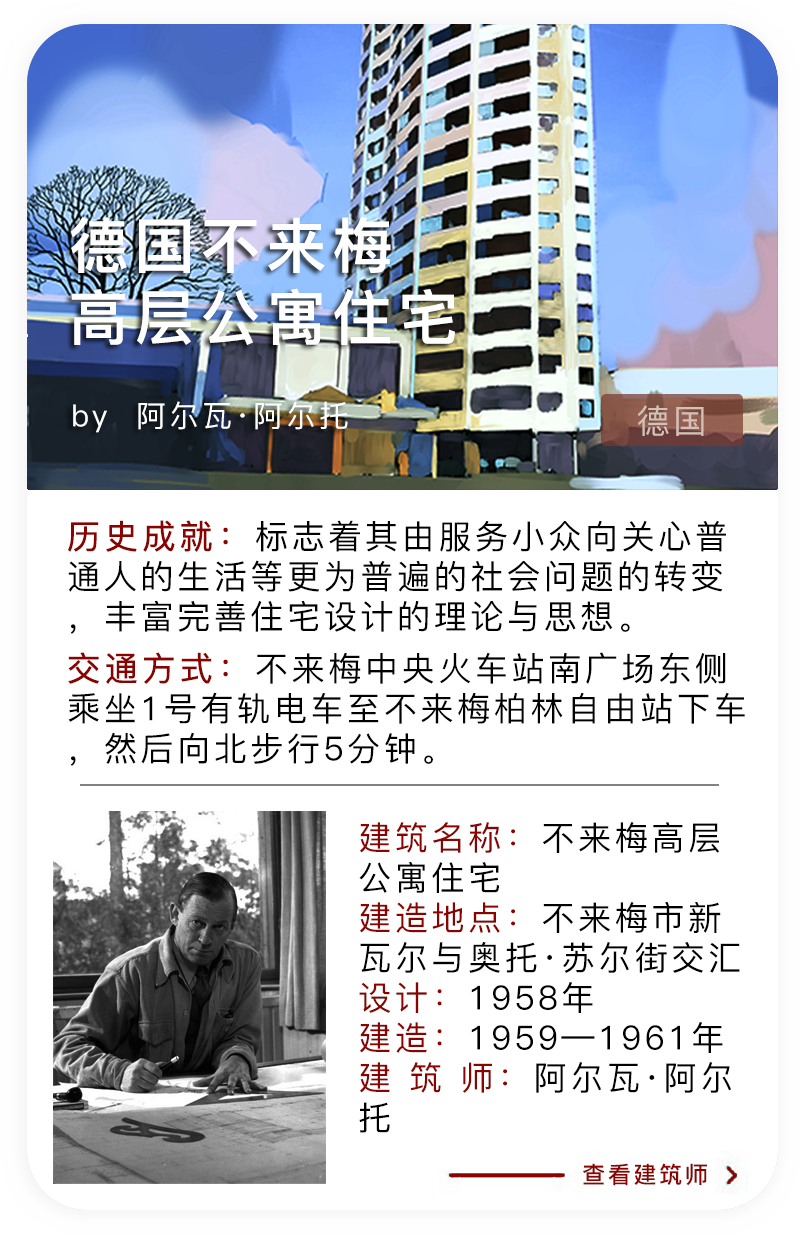 德国不来梅
高层公寓住宅
by 阿尔瓦·阿尔托
德国
历史成就：标志着其由服务小众向关心普
通人的生活等更为普遍的社会问题的转变
，丰富完善住宅设计的理论与思想。
交通方式：不来梅中央火车站南广场东侧
乘坐1号有轨电车至不来梅柏林自由站下车
，然后向北步行5分钟。
建筑名称：不来梅高层
公寓住宅
建造地点：不来梅市新
瓦尔与奥托·苏尔街交汇
设计：1958年
建造：1959—1961年
建 筑 师：阿尔瓦·阿尔
托
查看建筑师